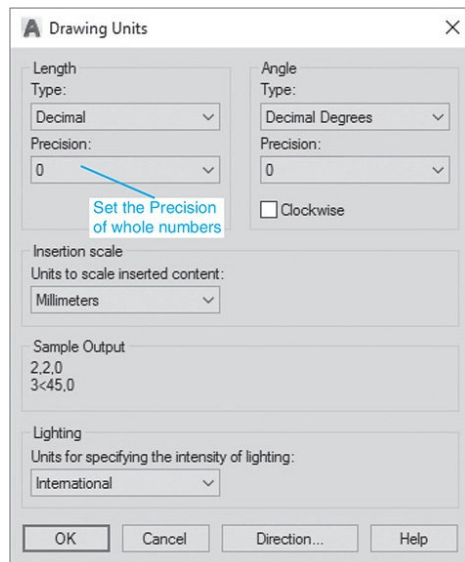 Drawing Units
Length
Type:
Decimal
Precision:
0
Set the Precision
of whole numbers
Angle
Type:
Decimal Degrees
Precision:
0
Clockwise
Insertion scale
Units to scale inserted content:
Millimeters
Sample Output
2,2,0
3<45,0
Lighting
Units for specifying the intensity of lighting:
International
OK
Cancel
Direction...
Help